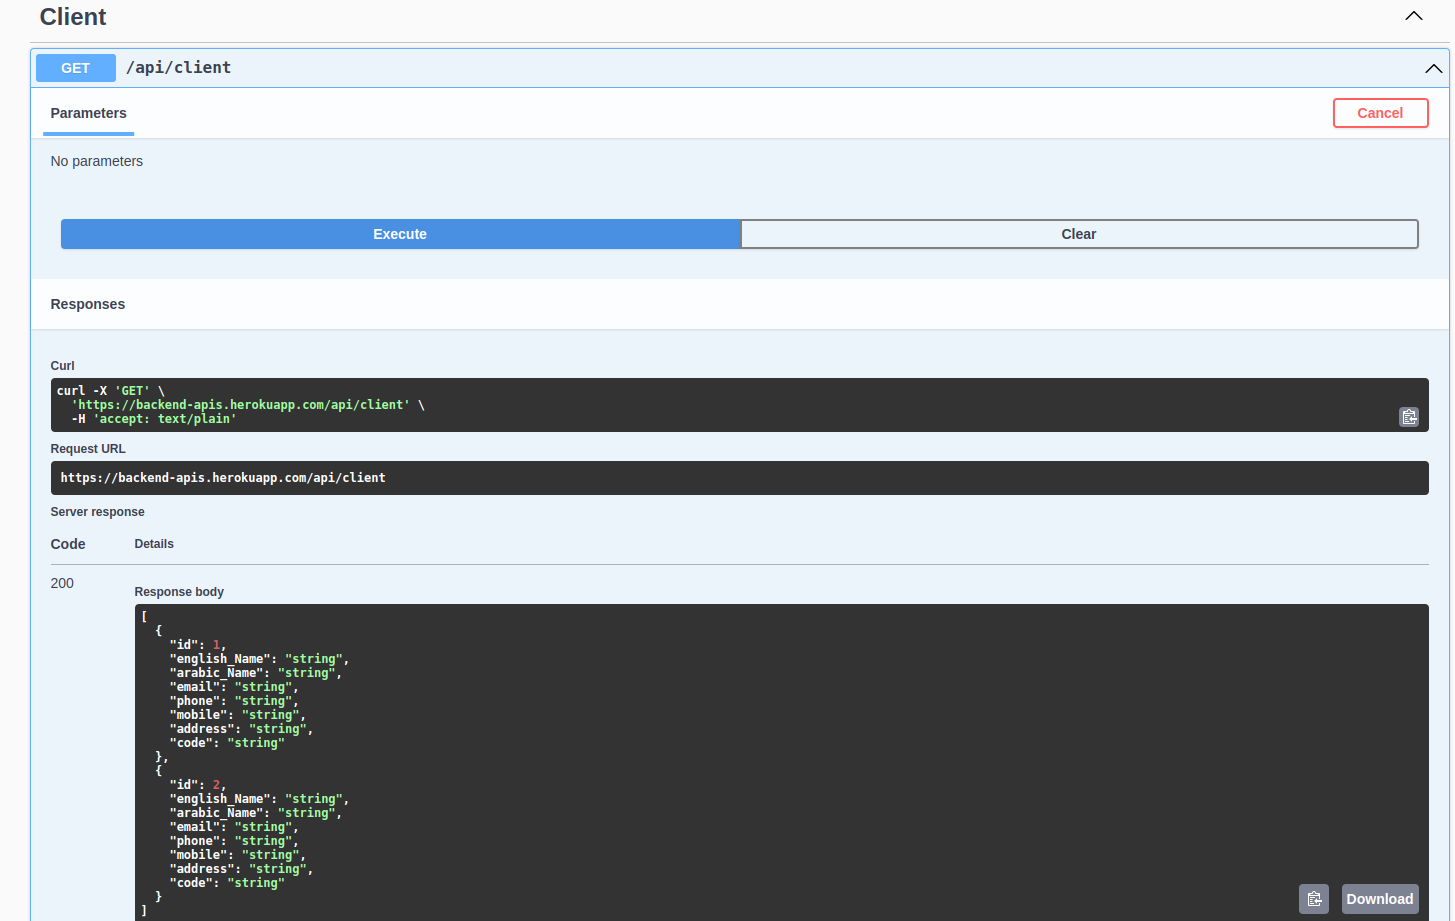 Client
GET /api/client
Parameters Cancel
No parameters
Execute Clear
Responses
Curl
curl -X 'GET' \
  'https://backend-apis.herokuapp.com/api/client' \
  -H 'accept: text/plain'
Request URL
https://backend-apis.herokuapp.com/api/client
Server response
Code Details
200
Response body
[
  {
    "id": 1,
    "english_Name": "string",
    "arabic_Name": "string",
    "email": "string",
    "phone": "string",
    "mobile": "string",
    "address": "string",
    "code": "string"
  },
  {
    "id": 2,
    "english_Name": "string",
    "arabic_Name": "string",
    "email": "string",
    "phone": "string",
    "mobile": "string",
    "address": "string",
    "code": "string"
  }
]
Download